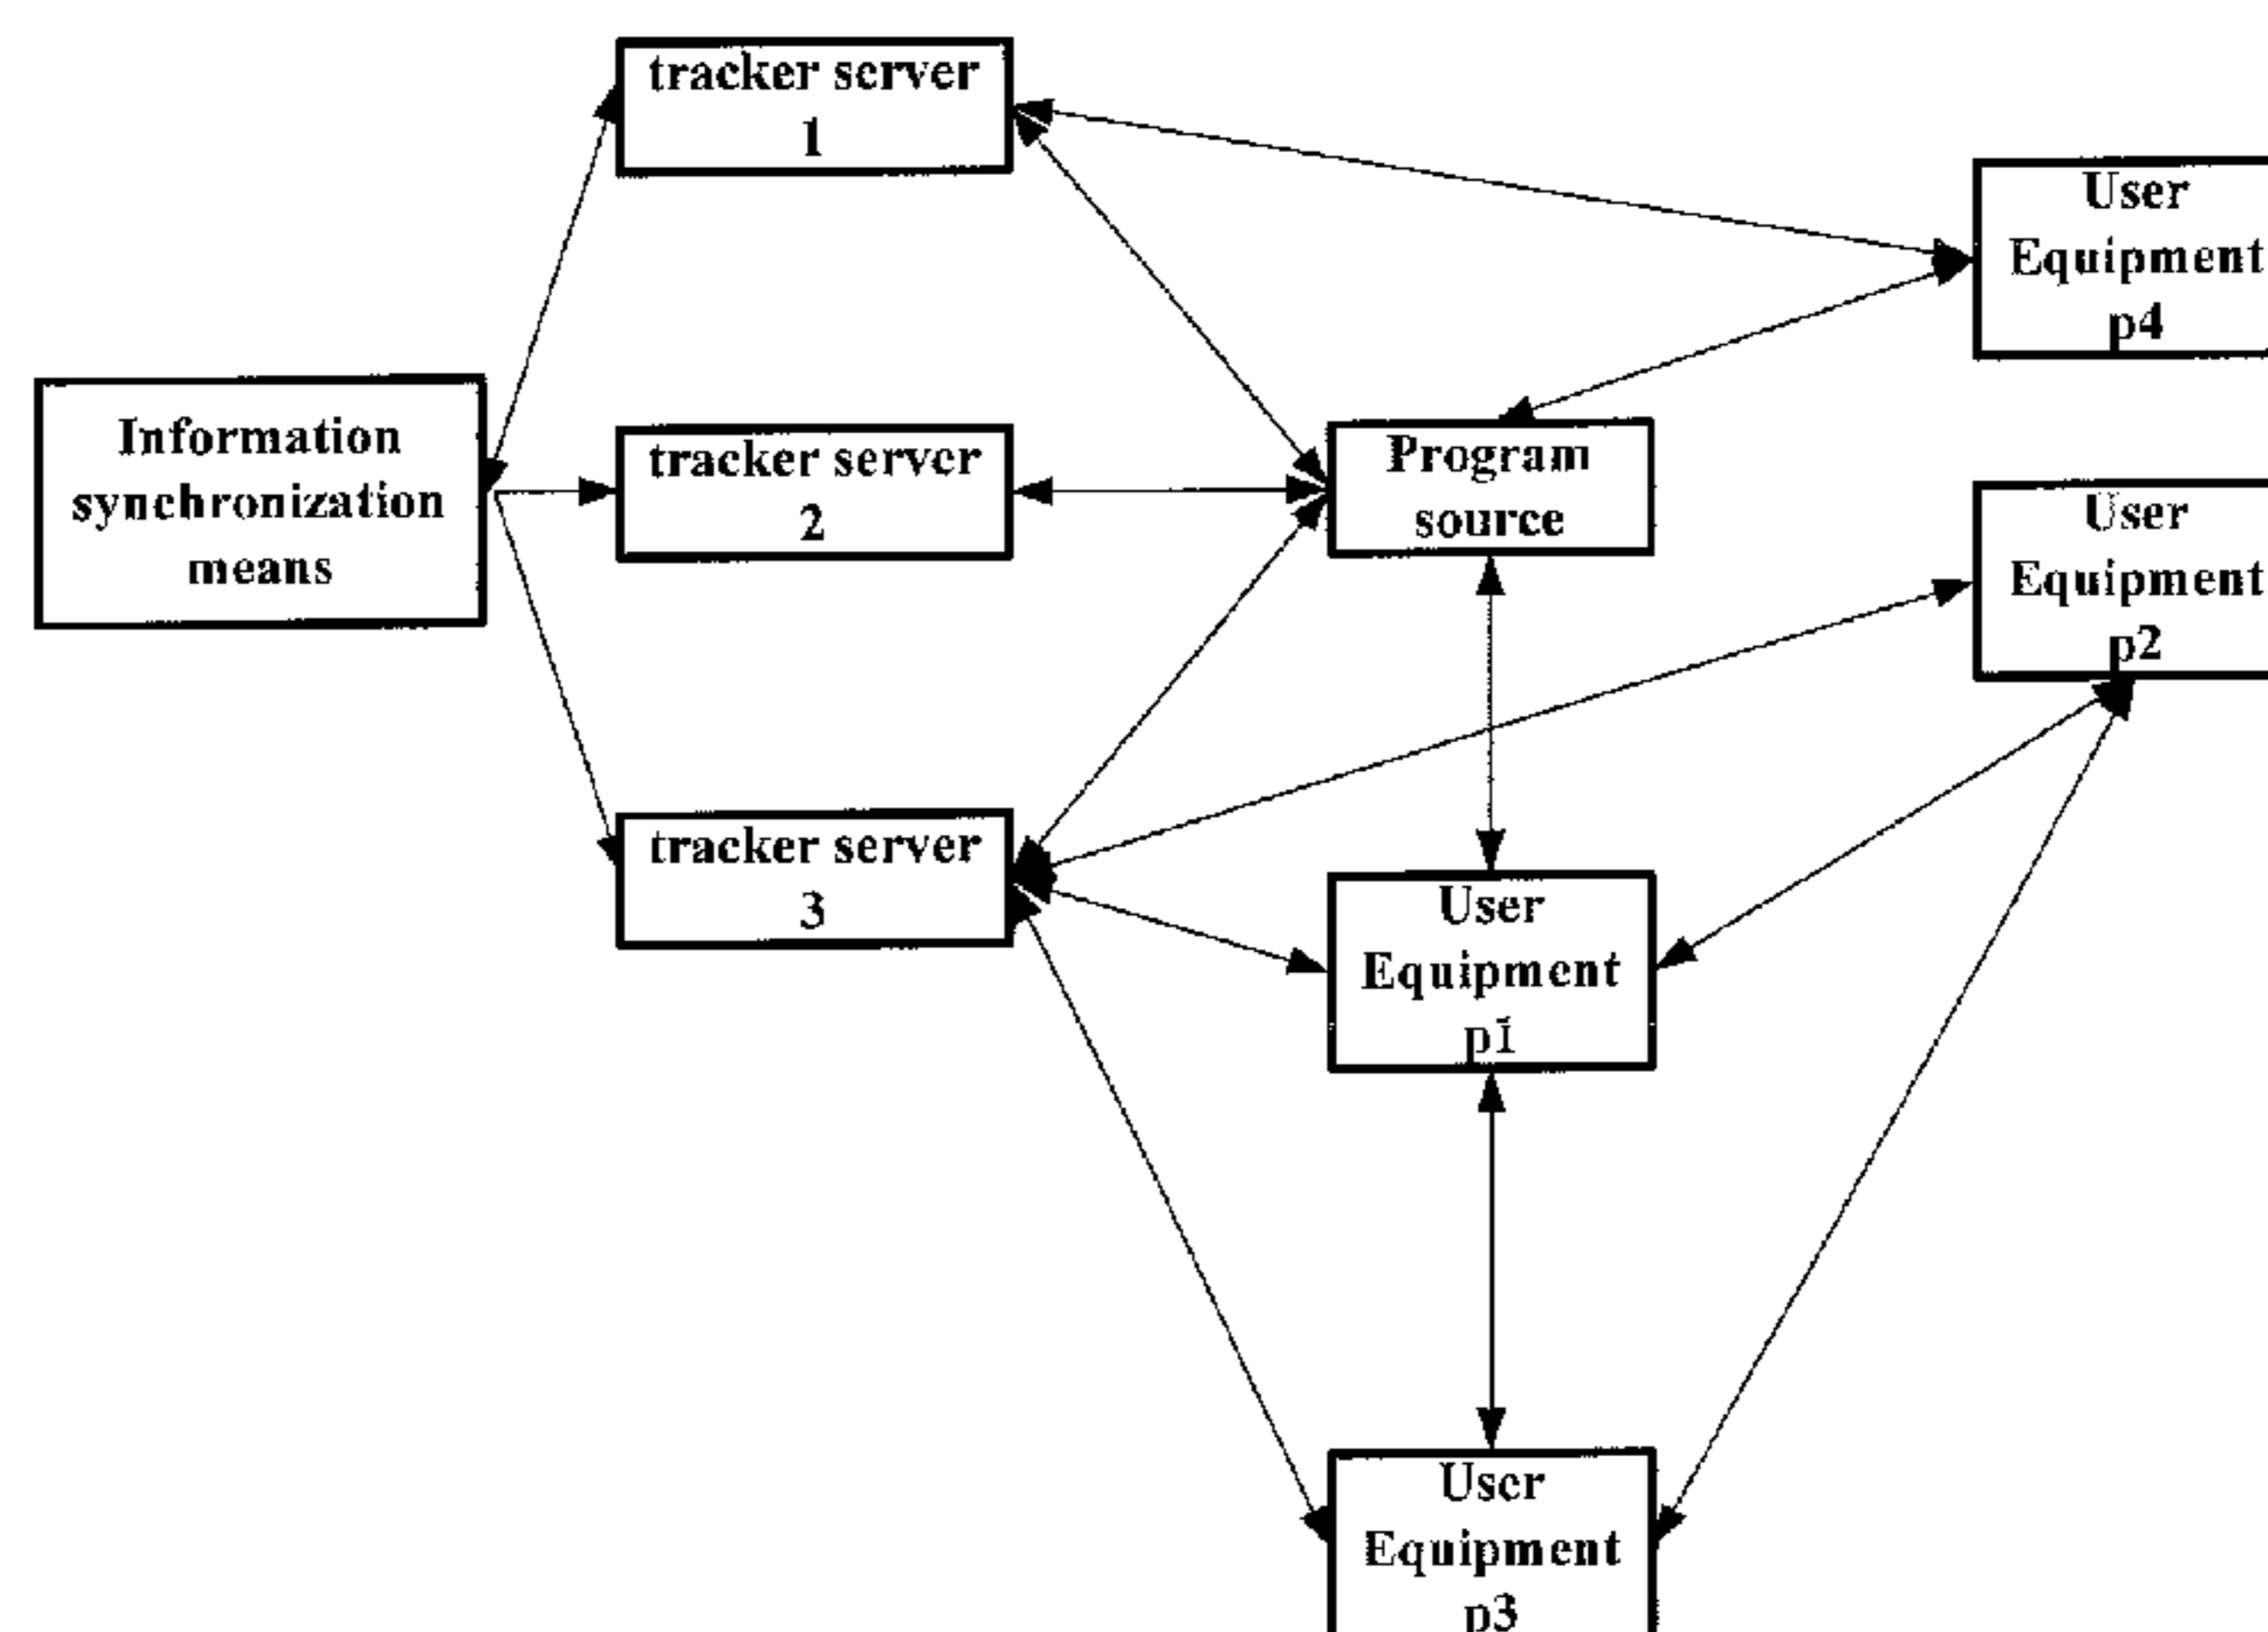 tracker server
1
User
Equipment
p4
Information
synchronization
means
tracker server
2
Program
source
User
Equipment
p2
tracker server
3
User
Equipment
p1
User
Equipment
p3